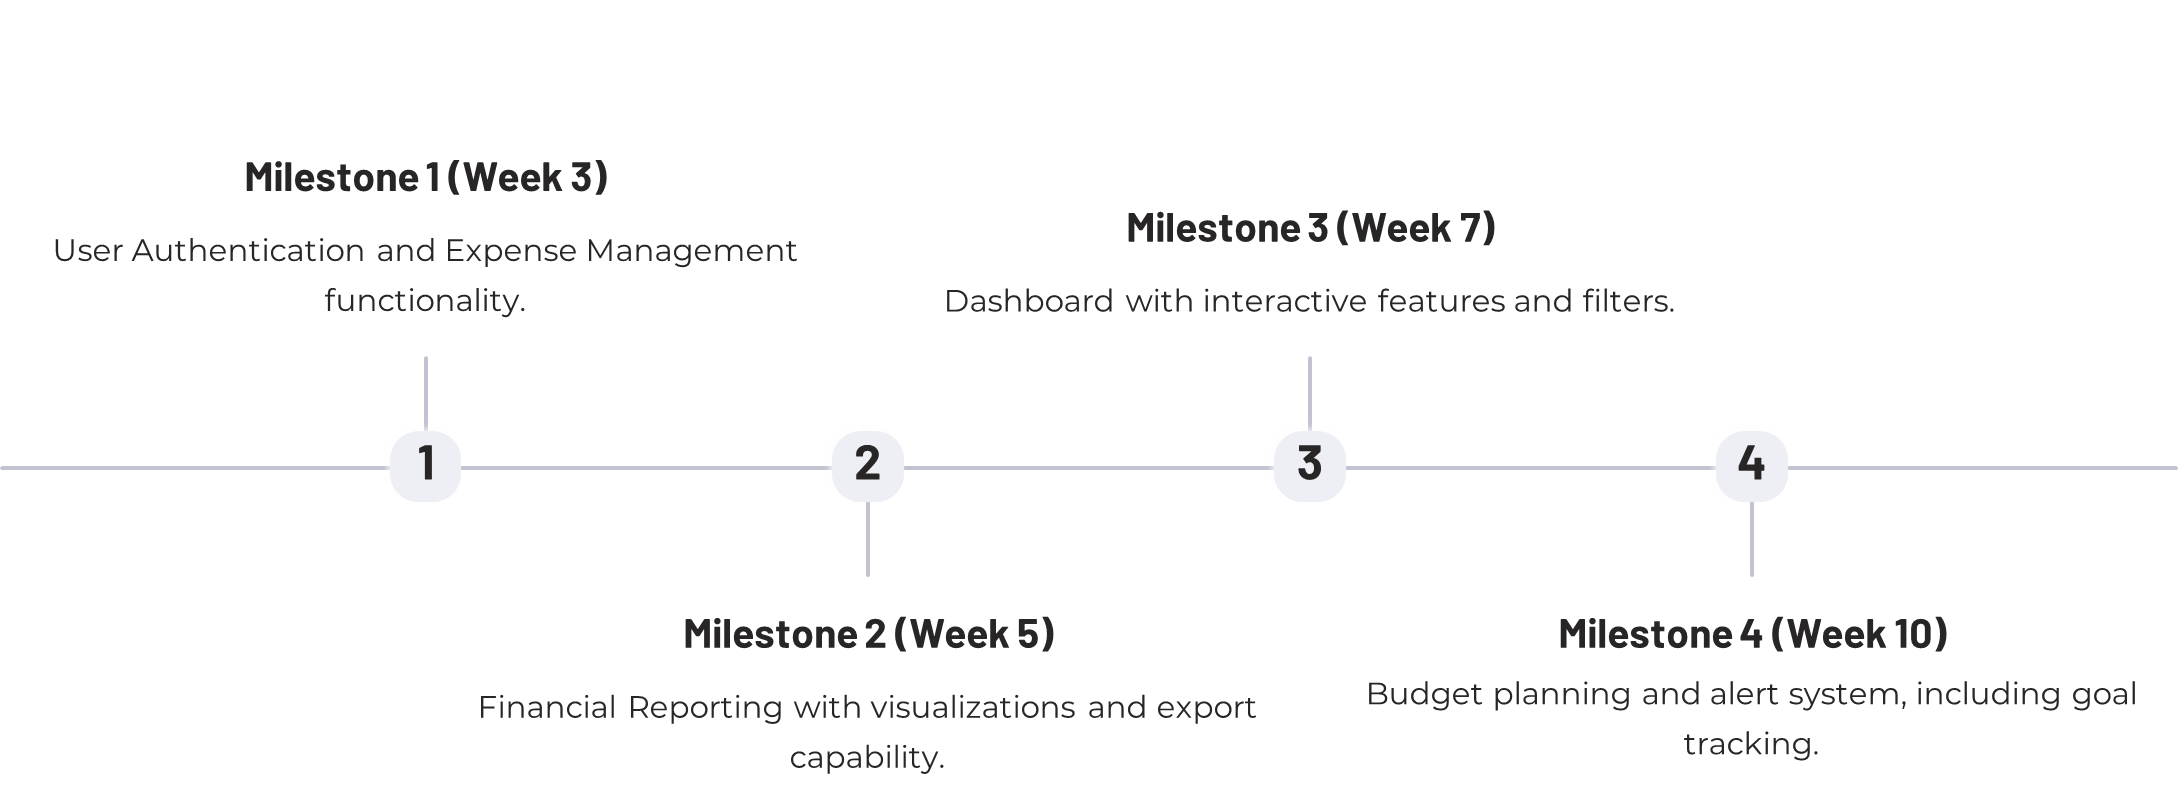 Milestone 1 (Week 3)
User Authentication and Expense Management
functionality.
Milestone 3 (Week 7)
Dashboard with interactive features and filters.
1
2
3
4
Milestone 2 (Week 5)
Financial Reporting with visualizations and export
capability.
Milestone 4 (Week 10)
Budget planning and alert system, including goal
tracking.